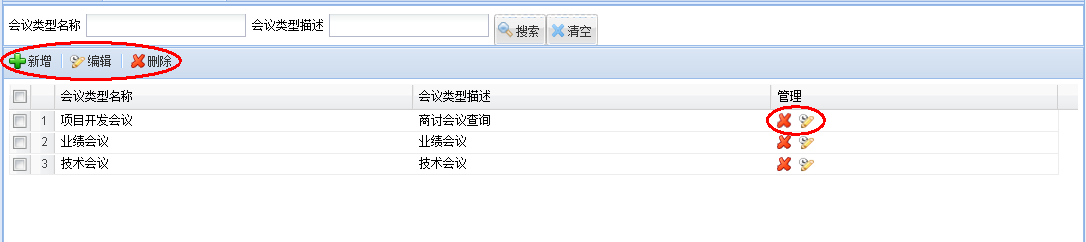 会议类型名称 会议类型描述 搜索 清空
新增 编辑 删除
会议类型名称 会议类型描述 管理
1 项目开发会议 商讨会议查询
2 业绩会议 业绩会议
3 技术会议 技术会议